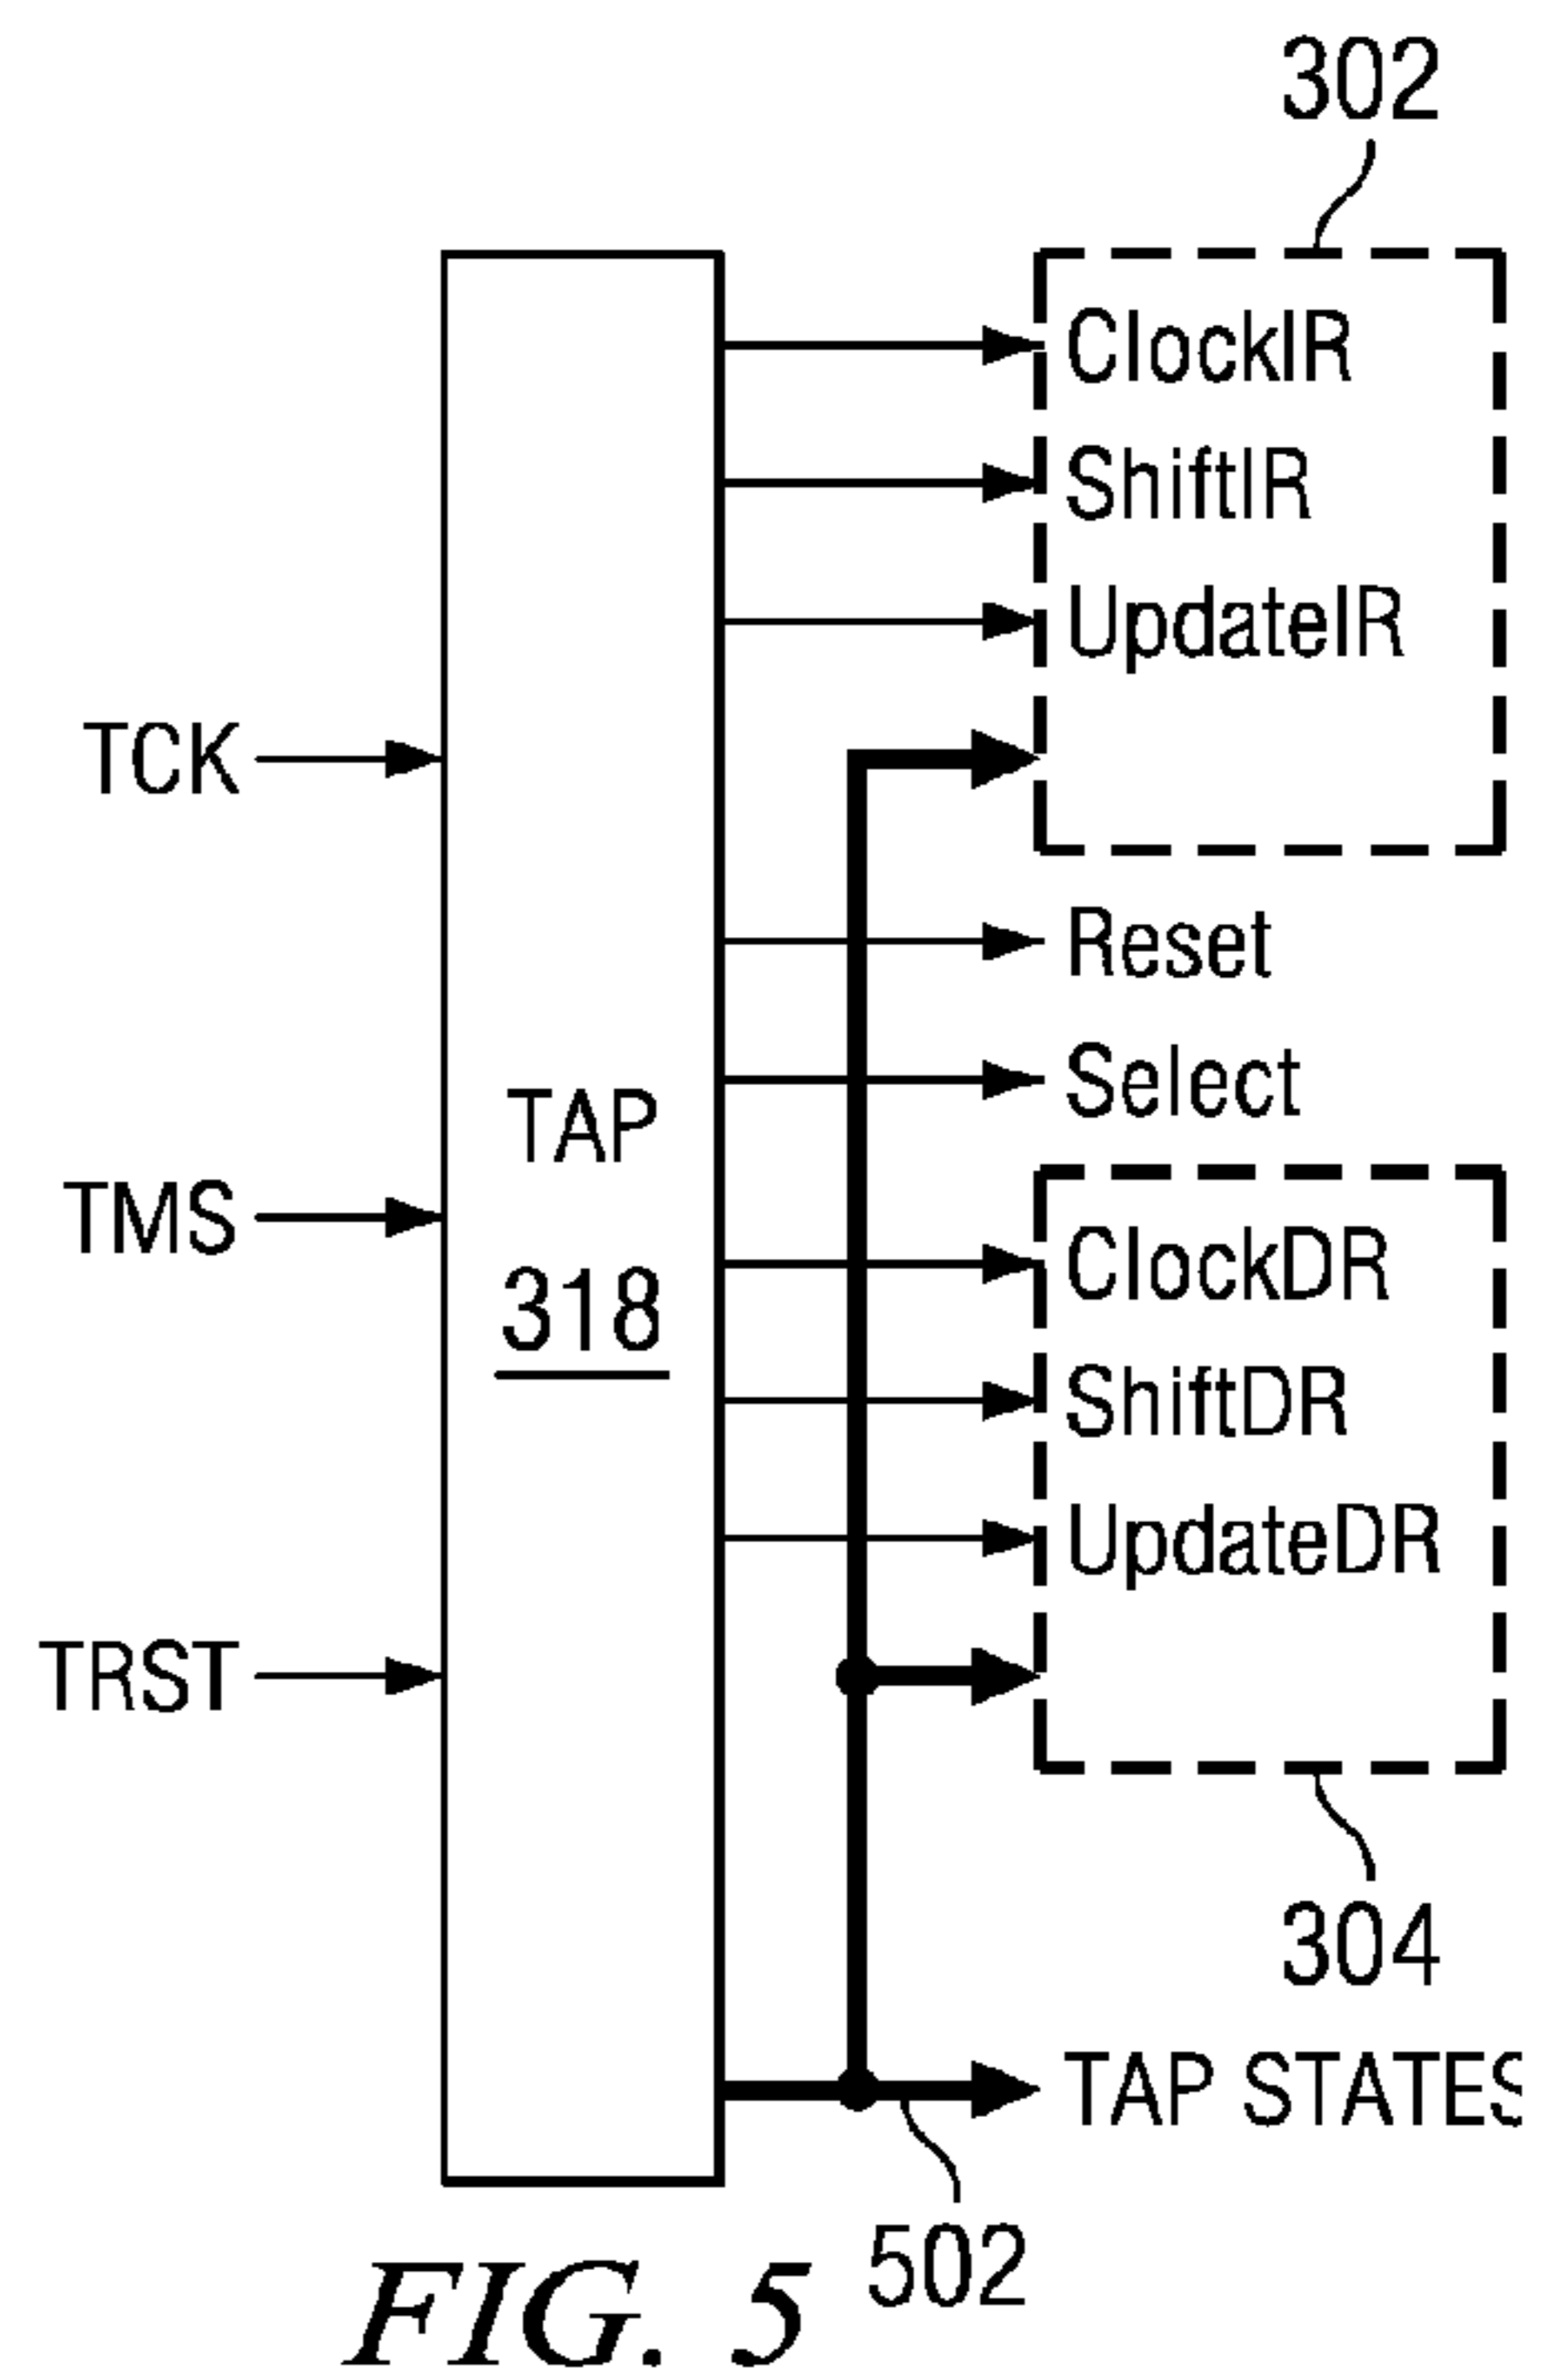 302
ClockIR
ShiftIR
UpdateIR
TCK
Reset
Select
TAP
TMS
318
ClockDR
ShiftDR
UpdateDR
TRST
304
TAP STATES
502
FIG. 5